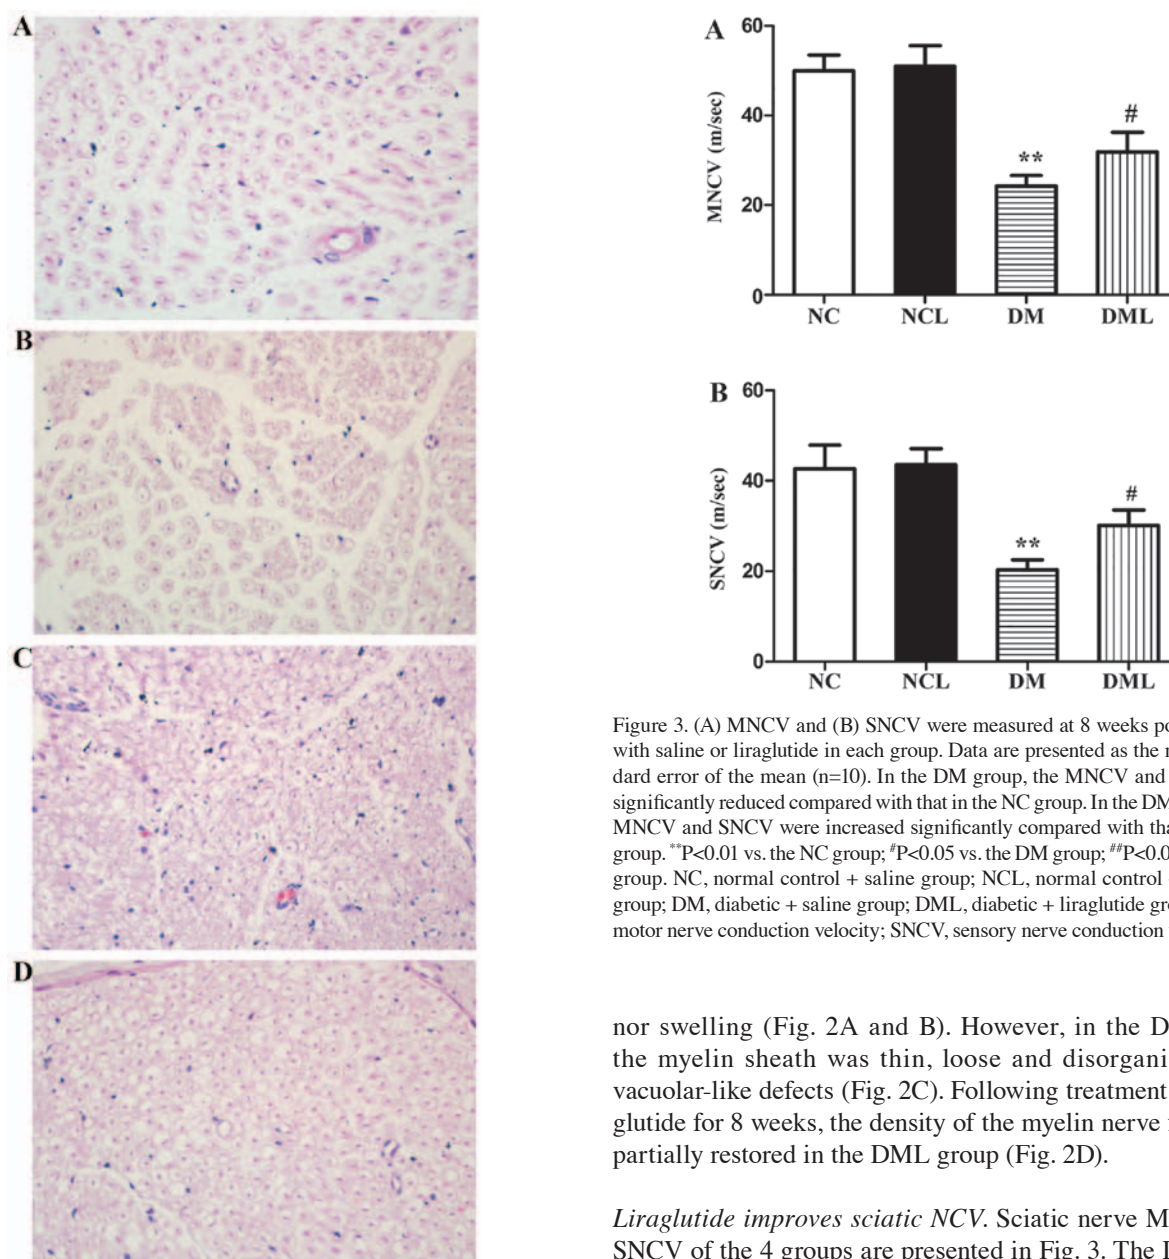 A
B
C
D
A
60
40
20
0
MNCV (m/sec)
**
#
NC NCL DM DML
B
60
40
20
0
SNCV (m/sec)
**
#
NC NCL DM DML
Figure 3. (A) MNCV and (B) SNCV were measured at 8 weeks po
with saline or liraglutide in each group. Data are presented as the
dard error of the mean (n=10). In the DM group, the MNCV and
significantly reduced compared with that in the NC group. In the DM
MNCV and SNCV were increased significantly compared with tha
group. **P<0.01 vs. the NC group; #P<0.05 vs. the DM group; ##P<0.0
group. NC, normal control + saline group; NCL, normal control
group; DM, diabetic + saline group; DML, diabetic + liraglutide gro
motor nerve conduction velocity; SNCV, sensory nerve conduction
nor swelling (Fig. 2A and B). However, in the D
the myelin sheath was thin, loose and disorgani
vacuolar-like defects (Fig. 2C). Following treatment
glutide for 8 weeks, the density of the myelin nerve
partially restored in the DML group (Fig. 2D).
Liraglutide improves sciatic NCV. Sciatic nerve M
SNCV of the 4 groups are presented in Fig. 3. The